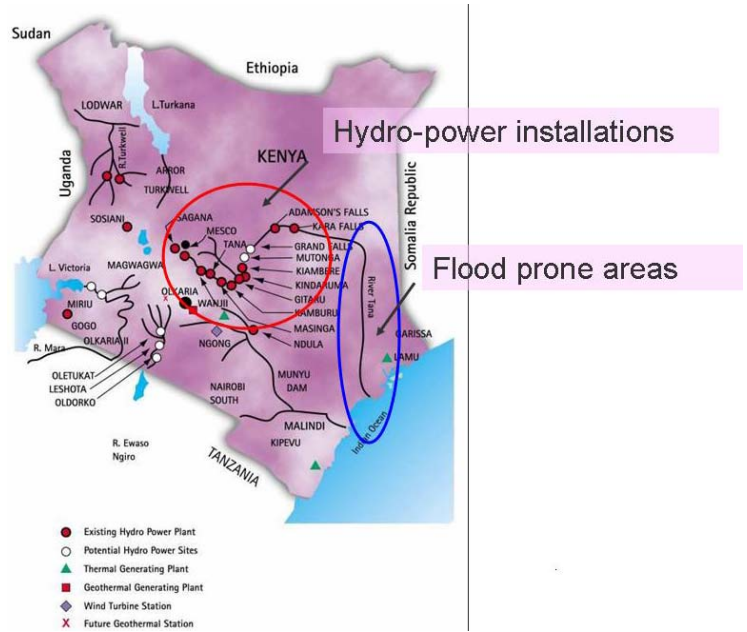 Sudan
Ethiopia
LODWAR
L.Turkana
Hydro-power installations
R.Turkwell
KENYA
Uganda
ARROR
TURKWELL
Somalia Republic
SOSIANI
SAGANA
ADAMSON'S FALLS
MESCO
KARA FALLS
TANA
GRAND FALLS
MUTONGA
L. Victoria
MAGWAGWA
KIAMBERE
Flood prone areas
KINDARUMA
River Tana
OLKARIA
WANJII
GITARU
MIRIU
KAMBURU
GOGO
MASINGA
GARISSA
R. Mara
OLKARIA II
NGONG
NDULA
LAMU
OLETUKAT
LESHOTA
MUNYU
DAM
OLDORKO
NAIROBI
SOUTH
MALINDI
Indian Ocean
KIPEVU
R. Ewaso
Ngiro
TANZANIA
Existing Hydro Power Plant
Potential Hydro Power Sites
Thermal Generating Plant
Geothermal Generating Plant
Wind Turbine Station
X Future Geothermal Station